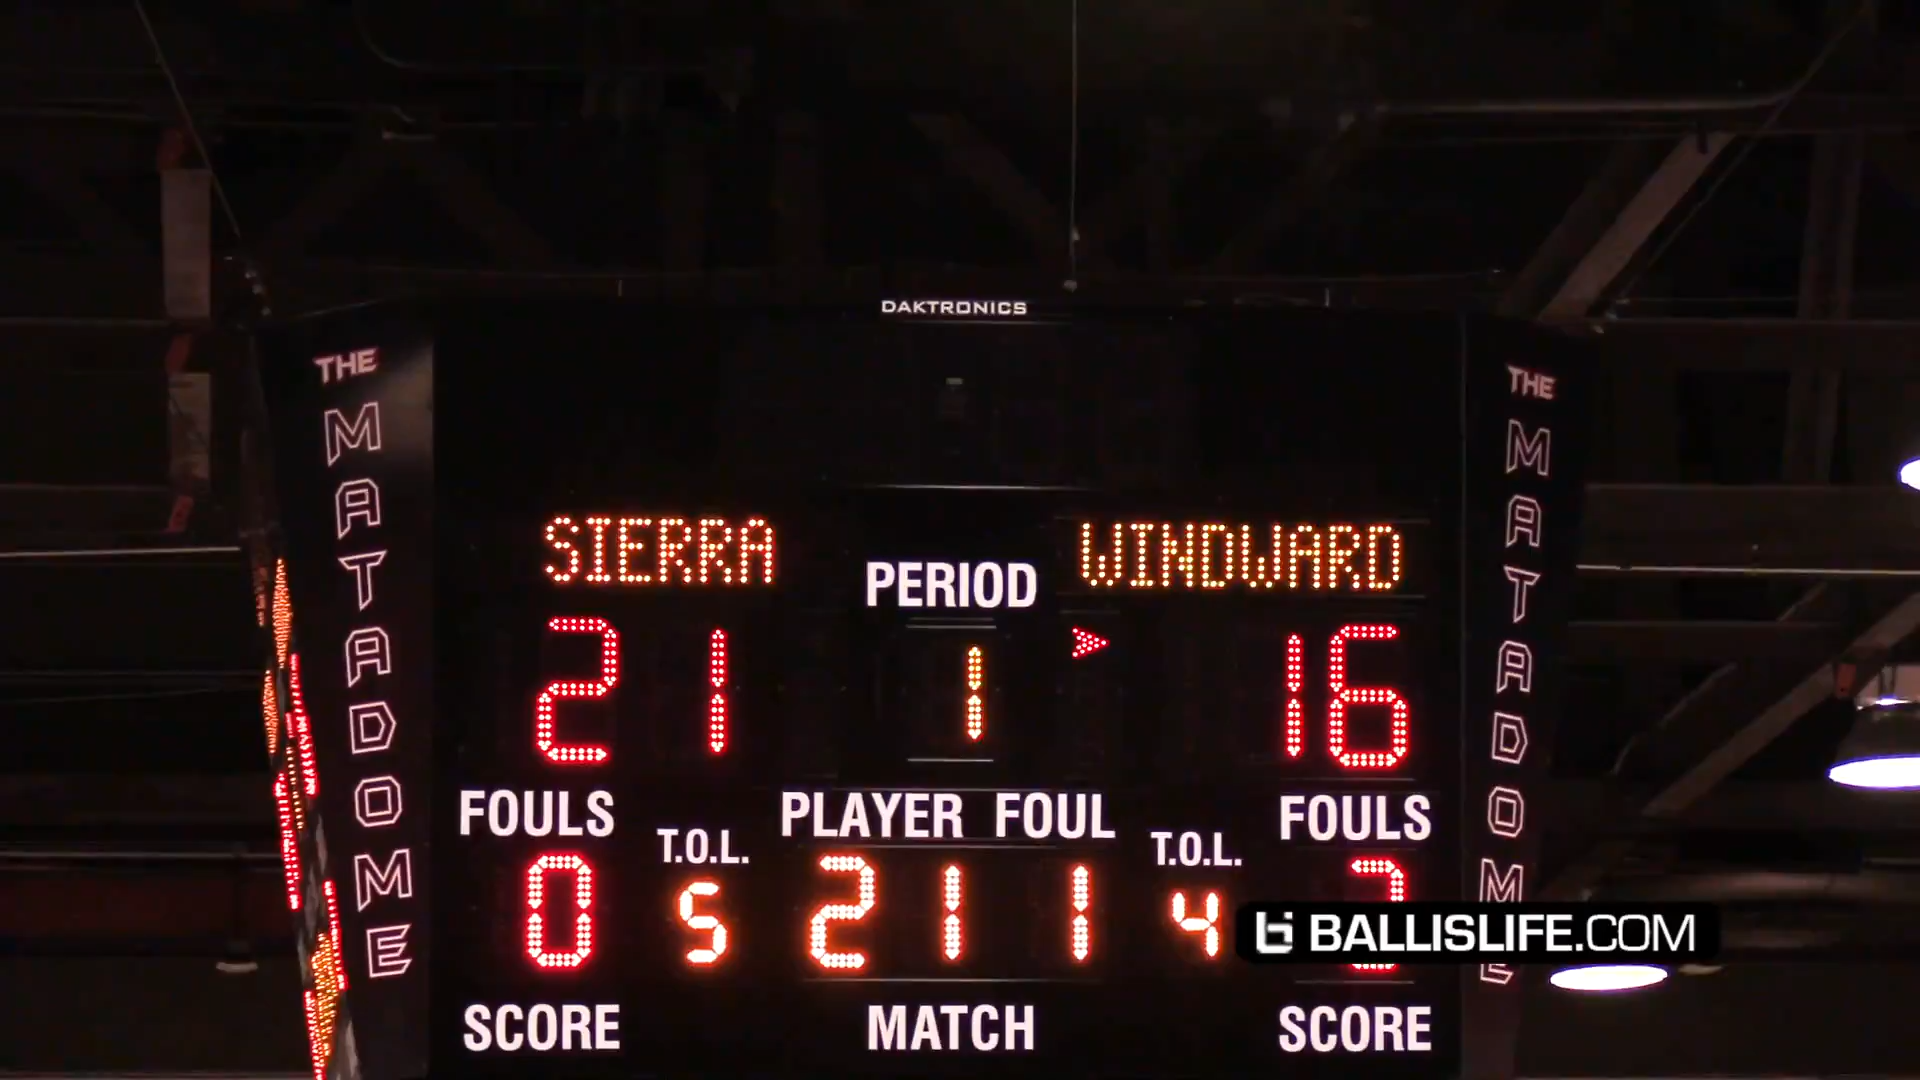 DAKTRONICS
THE MATADOME
THE MATADOME
SIERRA
WINDWARD
PERIOD
21
1
16
FOULS
PLAYER FOUL
FOULS
T.O.L.
T.O.L.
0
5
21
1
4
BALLISLIFE.COM
SCORE
MATCH
SCORE